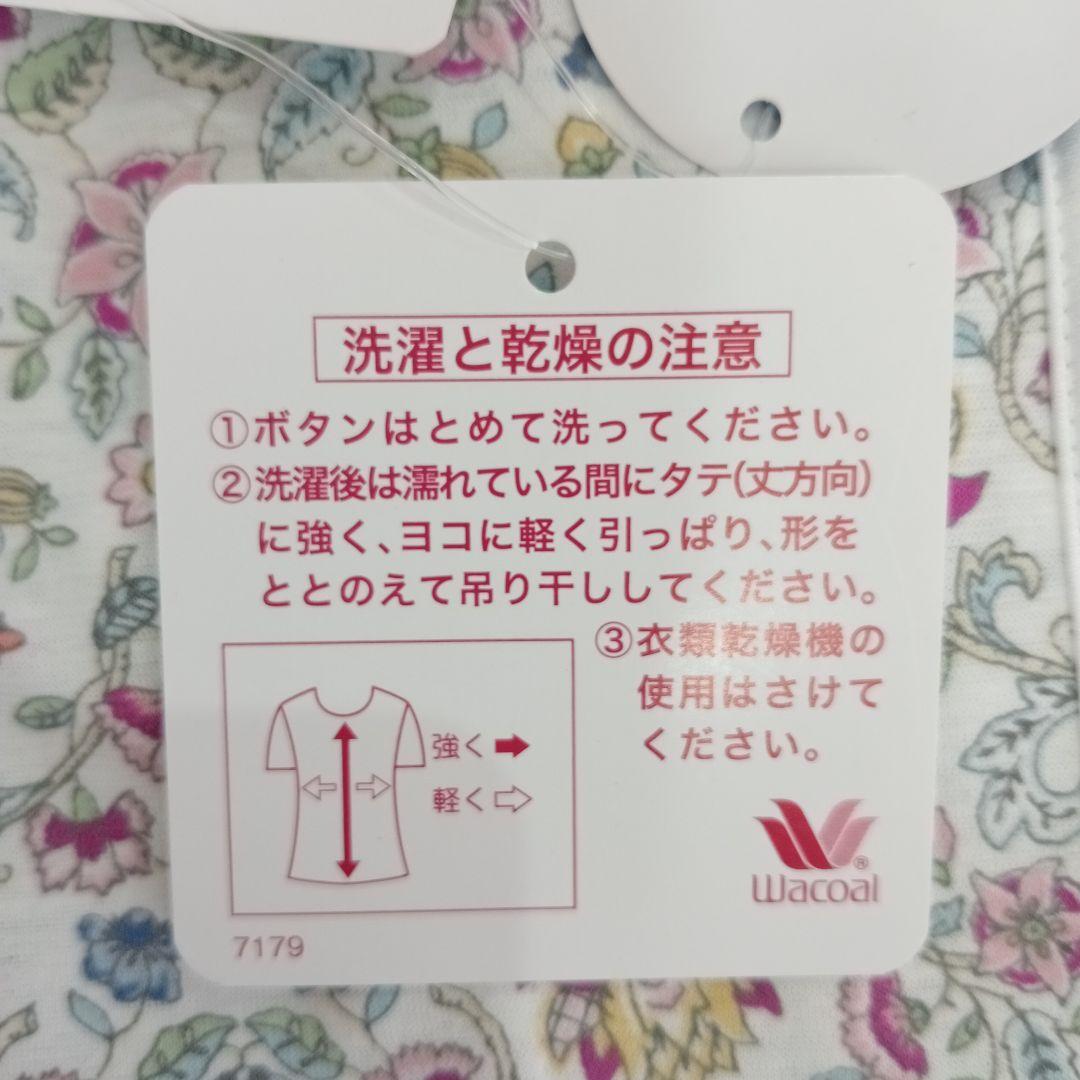 洗濯と乾燥の注意
①ボタンはとめて洗ってください。
②洗濯後は濡れている間にタテ(丈方向)
に強く、ヨコに軽く引っぱり、形を
ととのえて吊り干ししてください。
③衣類乾燥機の
使用はさけて
ください。
強く➡
軽く⇨
Wacoal®
7179